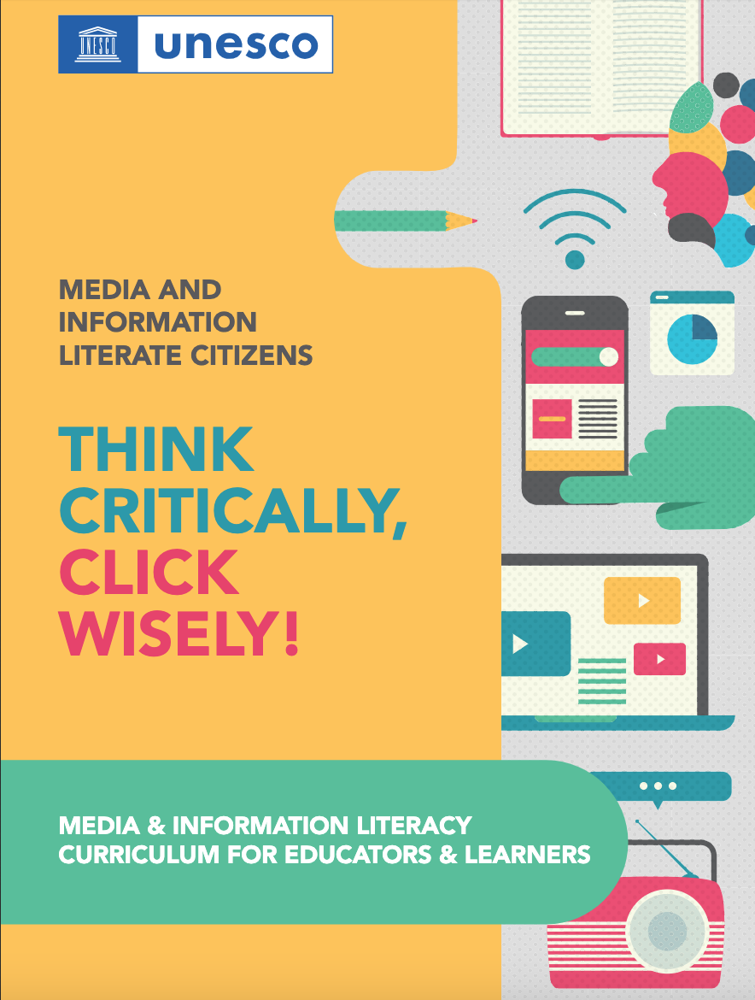 UNESCO
unesco
MEDIA AND
INFORMATION
LITERATE CITIZENS
THINK
CRITICALLY,
CLICK
WISELY!
MEDIA & INFORMATION LITERACY
CURRICULUM FOR EDUCATORS & LEARNERS